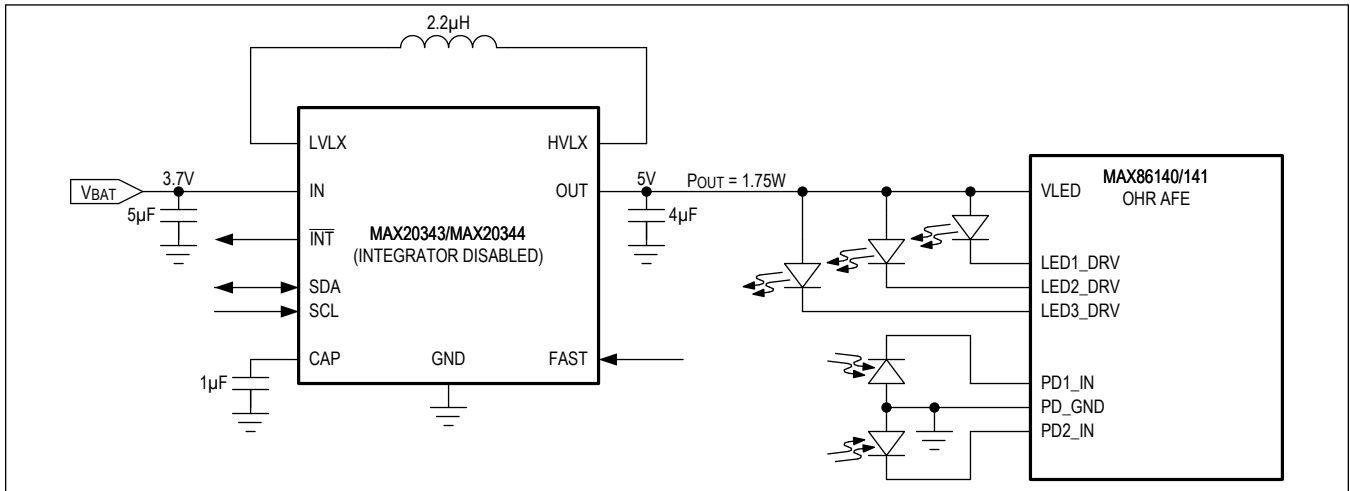 2.2µH
LVLX
HVLX
VBAT
3.7V
IN
OUT
5V
POUT = 1.75W
5µF
4µF
INT
MAX20343/MAX20344
(INTEGRATOR DISABLED)
SDA
SCL
CAP
GND
FAST
1µF
MAX86140/141
OHR AFE
VLED
LED1_DRV
LED2_DRV
LED3_DRV
PD1_IN
PD_GND
PD2_IN